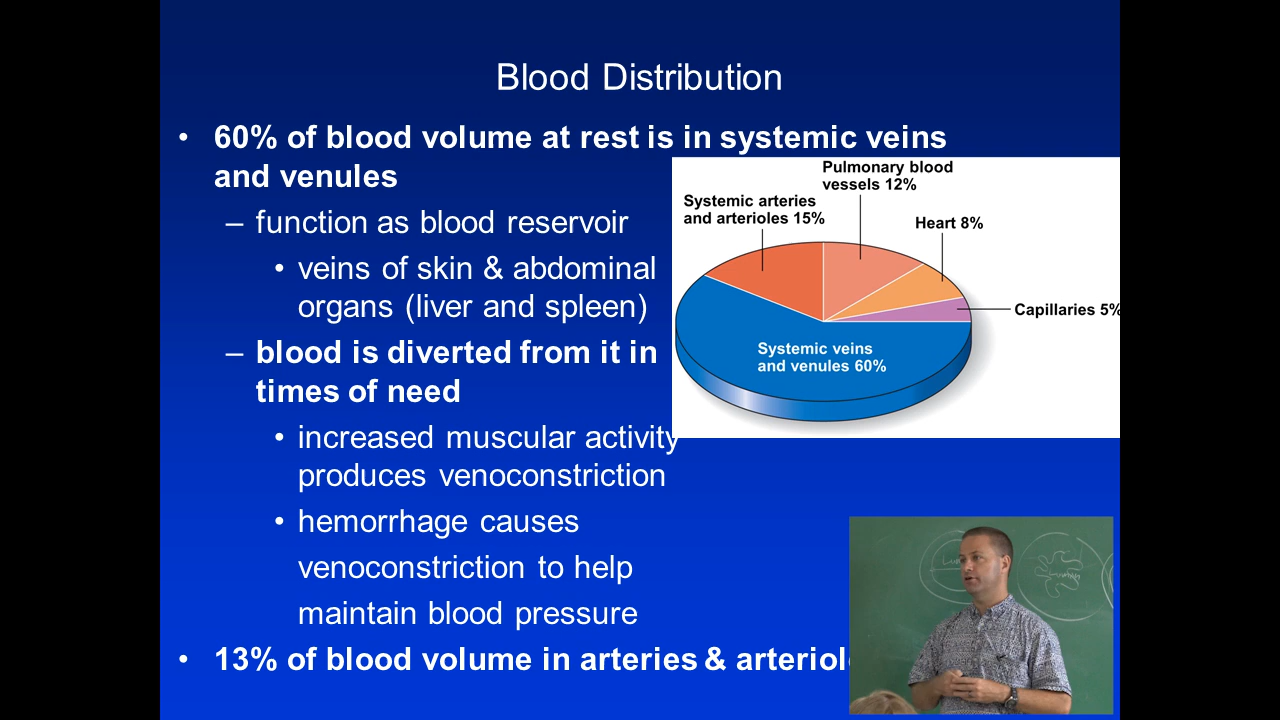 Blood Distribution
• 60% of blood volume at rest is in systemic veins
and venules
– function as blood reservoir
• veins of skin & abdominal
organs (liver and spleen)
– blood is diverted from it in
times of need
• increased muscular activity
produces venoconstriction
• hemorrhage causes
venoconstriction to help
maintain blood pressure
• 13% of blood volume in arteries &
Pulmonary blood
vessels 12%
Systemic arteries
and arterioles 15%
Heart 8%
Capillaries 5%
Systemic veins
and venules 60%
Lumen